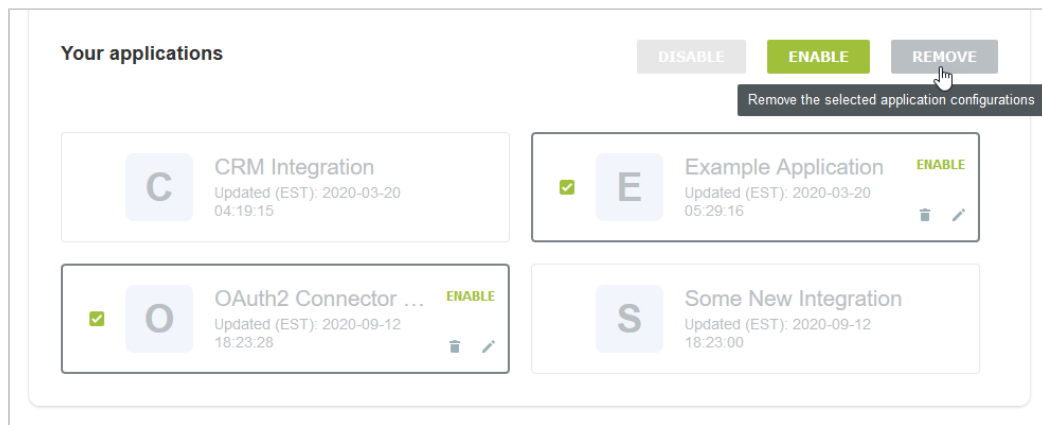 Your applications
DISABLE
ENABLE
REMOVE
Remove the selected application configurations
C
CRM Integration
Updated (EST): 2020-03-20
04:19:15
E
Example Application
Updated (EST): 2020-03-20
05:29:16
ENABLE
O
OAuth2 Connector ...
Updated (EST): 2020-09-12
18:23:28
ENABLE
S
Some New Integration
Updated (EST): 2020-09-12
18:23:00